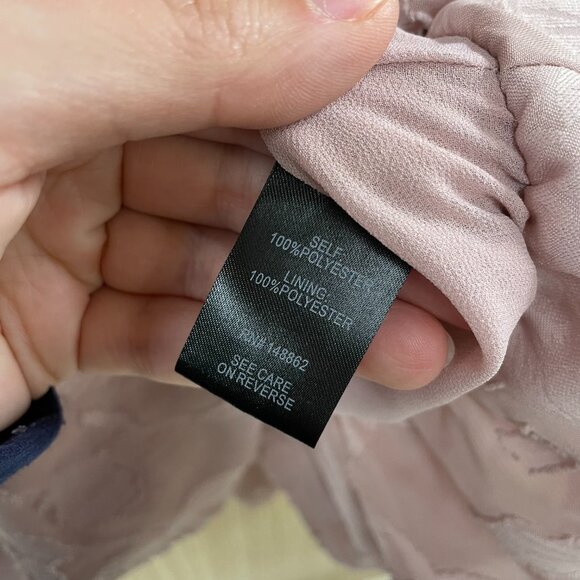 SELF:
100%POLYESTER
LINING:
100%POLYESTER
RN# 148862
SEE CARE
ON REVERSE